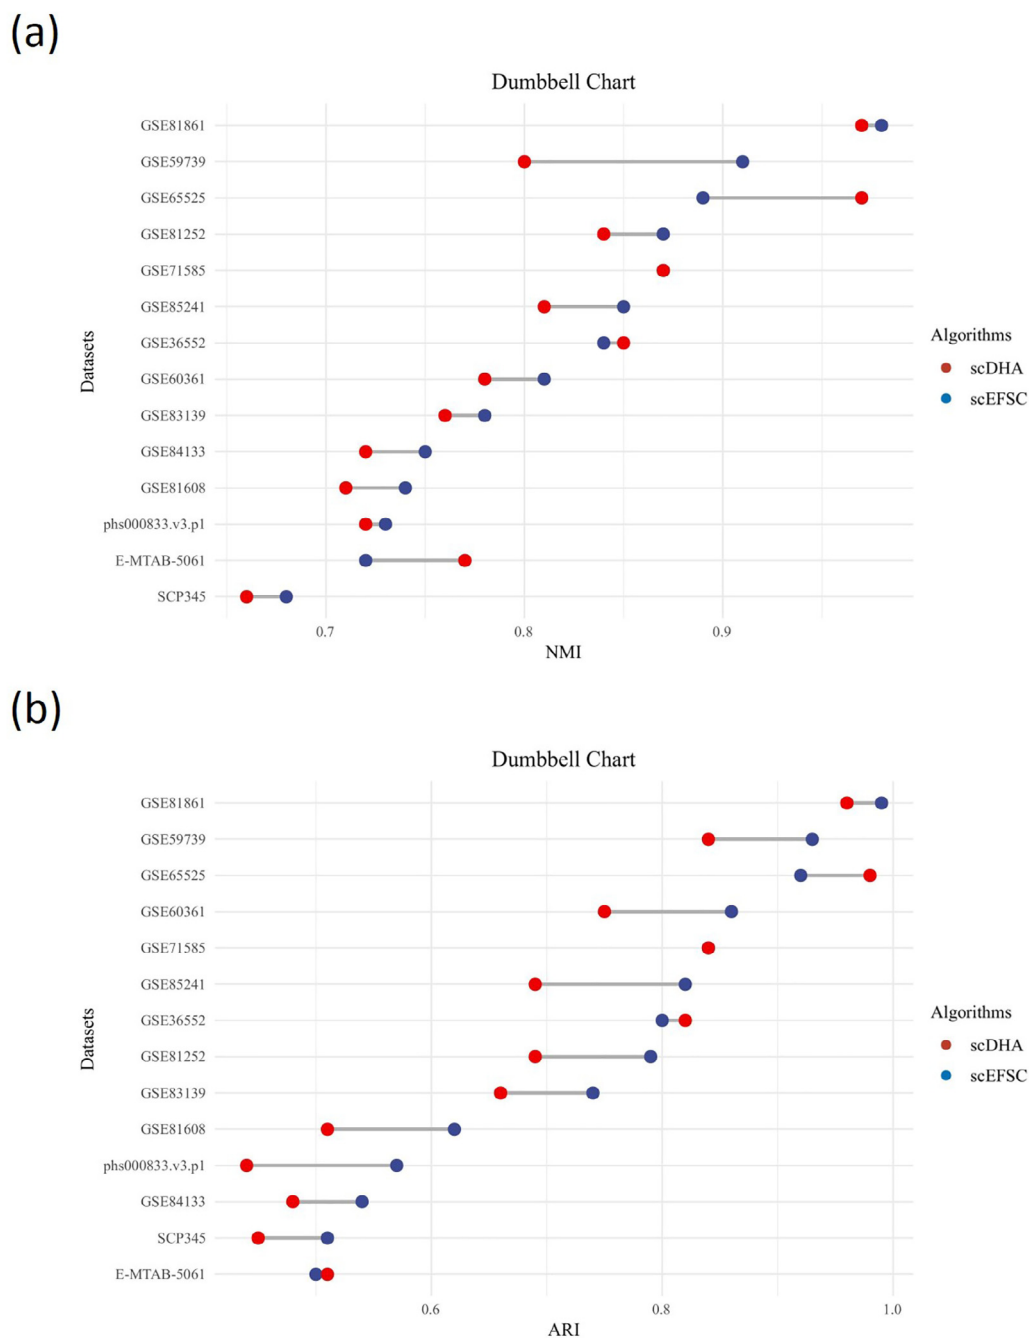 (a)
Dumbbell Chart
GSE81861
GSE59739
GSE65525
GSE81252
GSE71585
GSE85241
GSE36552
GSE60361
GSE83139
GSE84133
GSE81608
phs000833.v3.p1
E-MTAB-5061
SCP345
Datasets
0.7 0.8 0.9
NMI
Algorithms
scDHA
scEFSC
(b)
Dumbbell Chart
GSE81861
GSE59739
GSE65525
GSE60361
GSE71585
GSE85241
GSE36552
GSE81252
GSE83139
GSE81608
phs000833.v3.p1
GSE84133
SCP345
E-MTAB-5061
Datasets
0.6 0.8 1.0
ARI
Algorithms
scDHA
scEFSC